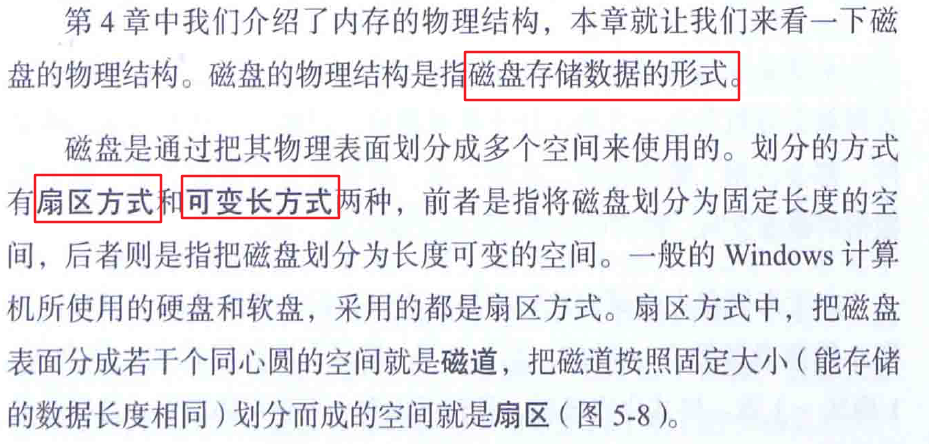 第 4 章中我们介绍了内存的物理结构，本章就让我们来看一下磁
盘的物理结构。磁盘的物理结构是指磁盘存储数据的形式。
磁盘是通过把其物理表面划分成多个空间来使用的。划分的方式
有扇区方式和可变长方式两种，前者是指将磁盘划分为固定长度的空
间，后者则是指把磁盘划分为长度可变的空间。一般的 Windows 计算
机所使用的硬盘和软盘，采用的都是扇区方式。扇区方式中，把磁盘
表面分成若干个同心圆的空间就是磁道，把磁道按照固定大小（能存储
的数据长度相同）划分而成的空间就是扇区（图 5-8）。